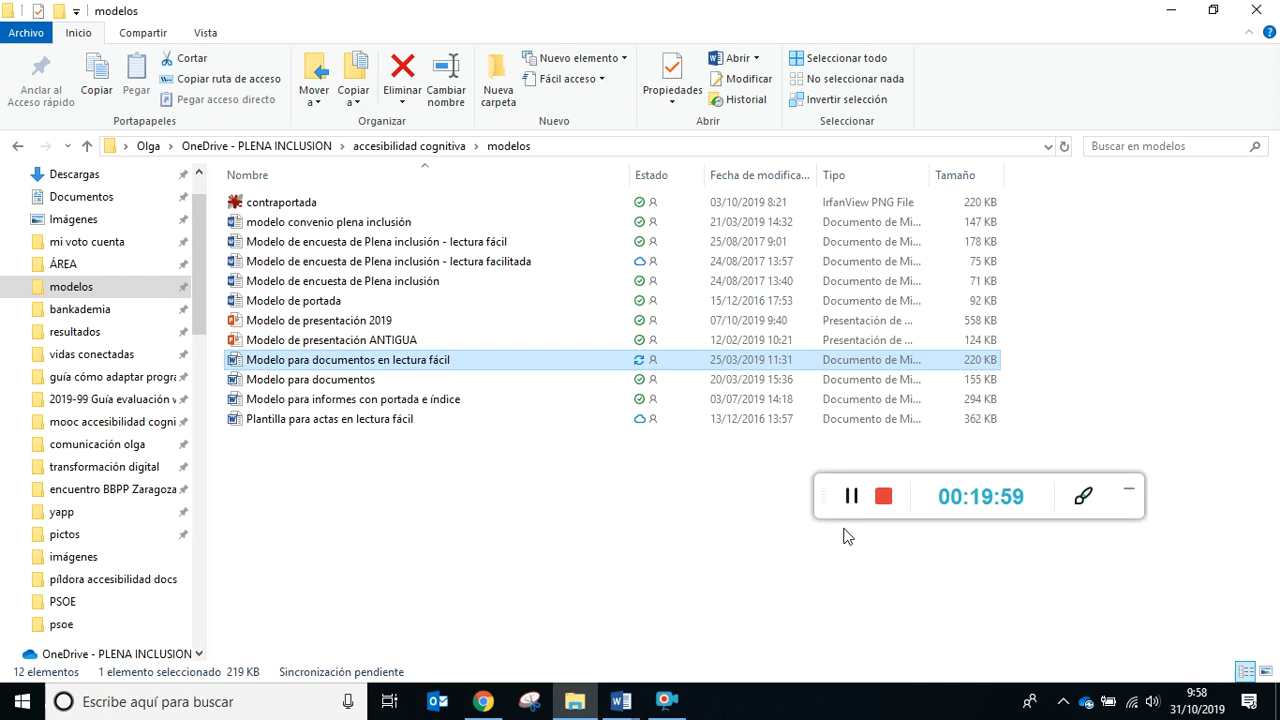 modelos
Archivo Inicio Compartir Vista
Anclar al Acceso rápido
Copiar
Pegar
Cortar
Copiar ruta de acceso
Pegar acceso directo
Portapapeles
Mover a
Copiar a
Eliminar
Cambiar nombre
Organizar
Nueva carpeta
Nuevo elemento
Fácil acceso
Nuevo
Propiedades
Abrir
Modificar
Historial
Abrir
Seleccionar todo
No seleccionar nada
Invertir selección
Seleccionar
Olga OneDrive - PLENA INCLUSION accesibilidad cognitiva modelos
Buscar en modelos
Descargas
Documentos
Imágenes
mi voto cuenta
ÁREA
modelos
bankademia
resultados
vidas conectadas
guía cómo adaptar progra
2019-99 Guía evaluación v
mooc accesibilidad cogni
comunicación olga
transformación digital
encuentro BBPP Zaragoza
yapp
pictos
imágenes
píldora accesibilidad docs
PSOE
psoe
OneDrive - PLENA INCLUSION
Nombre Estado Fecha de modifica... Tipo Tamaño
contraportada 03/10/2019 8:21 IrfanView PNG File 220 KB
modelo convenio plena inclusión 21/03/2019 14:32 Documento de Mi... 147 KB
Modelo de encuesta de Plena inclusión - lectura fácil 25/08/2017 9:01 Documento de Mi... 178 KB
Modelo de encuesta de Plena inclusión - lectura facilitada 24/08/2017 13:57 Documento de Mi... 75 KB
Modelo de encuesta de Plena inclusión 24/08/2017 13:40 Documento de Mi... 71 KB
Modelo de portada 15/12/2016 17:53 Documento de Mi... 92 KB
Modelo de presentación 2019 07/10/2019 9:40 Presentación de ... 558 KB
Modelo de presentación ANTIGUA 12/02/2019 10:21 Presentación de ... 124 KB
Modelo para documentos en lectura fácil 25/03/2019 11:31 Documento de Mi... 220 KB
Modelo para documentos 20/03/2019 15:36 Documento de Mi... 155 KB
Modelo para informes con portada e índice 03/07/2019 14:18 Documento de Mi... 294 KB
Plantilla para actas en lectura fácil 13/12/2016 13:57 Documento de Mi... 362 KB
00:19:59
12 elementos 1 elemento seleccionado 219 KB Sincronización pendiente
Escribe aquí para buscar
9:58
31/10/2019